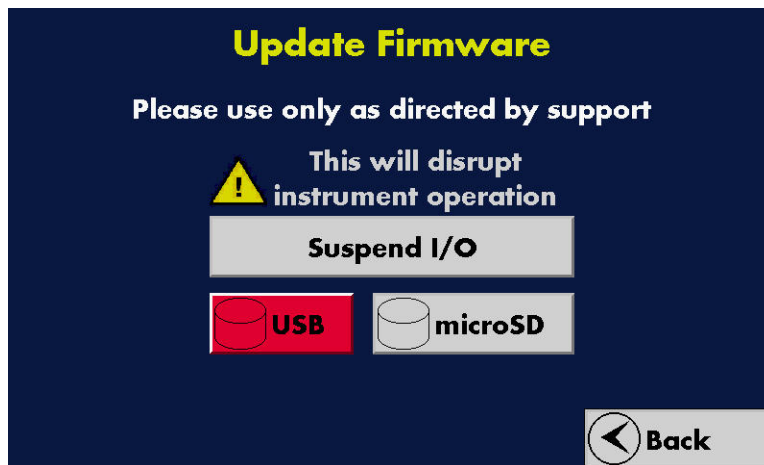 Update Firmware
Please use only as directed by support
This will disrupt
instrument operation
Suspend I/O
USB
microSD
Back